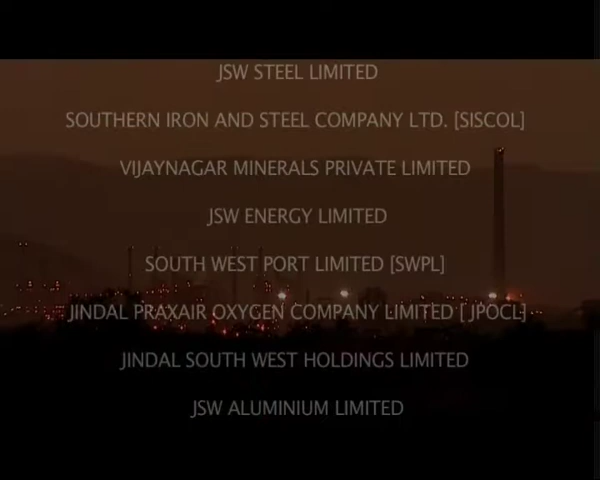 JSW STEEL LIMITED
SOUTHERN IRON AND STEEL COMPANY LTD. [SISCOL]
VIJAYNAGAR MINERALS PRIVATE LIMITED
JSW ENERGY LIMITED
SOUTH WEST PORT LIMITED [SWPL]
JINDAL PRAXAIR OXYGEN COMPANY LIMITED [ JPOCL]
JINDAL SOUTH WEST HOLDINGS LIMITED
JSW ALUMINIUM LIMITED